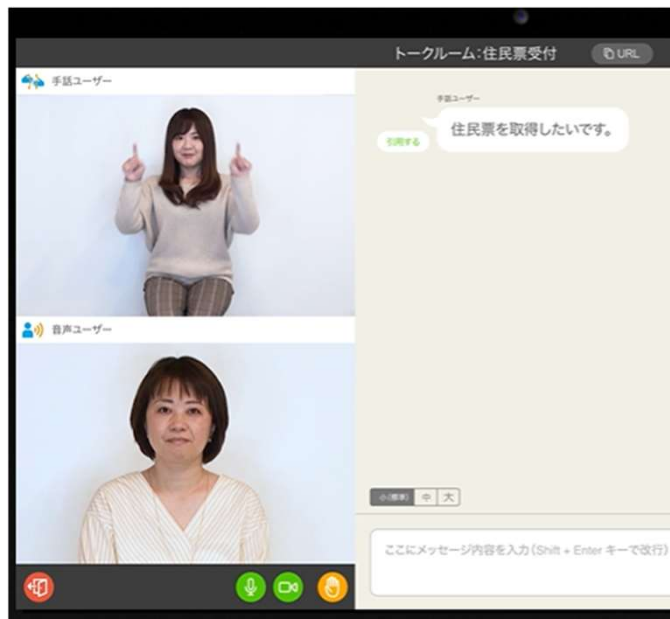 トークルーム:住民票受付
URL
手話ユーザー
手話ユーザー
住民票を取得したいです。
引用する
音声ユーザー
小(標準) 中 大
ここにメッセージ内容を入力(Shift + Enter キーで改行)